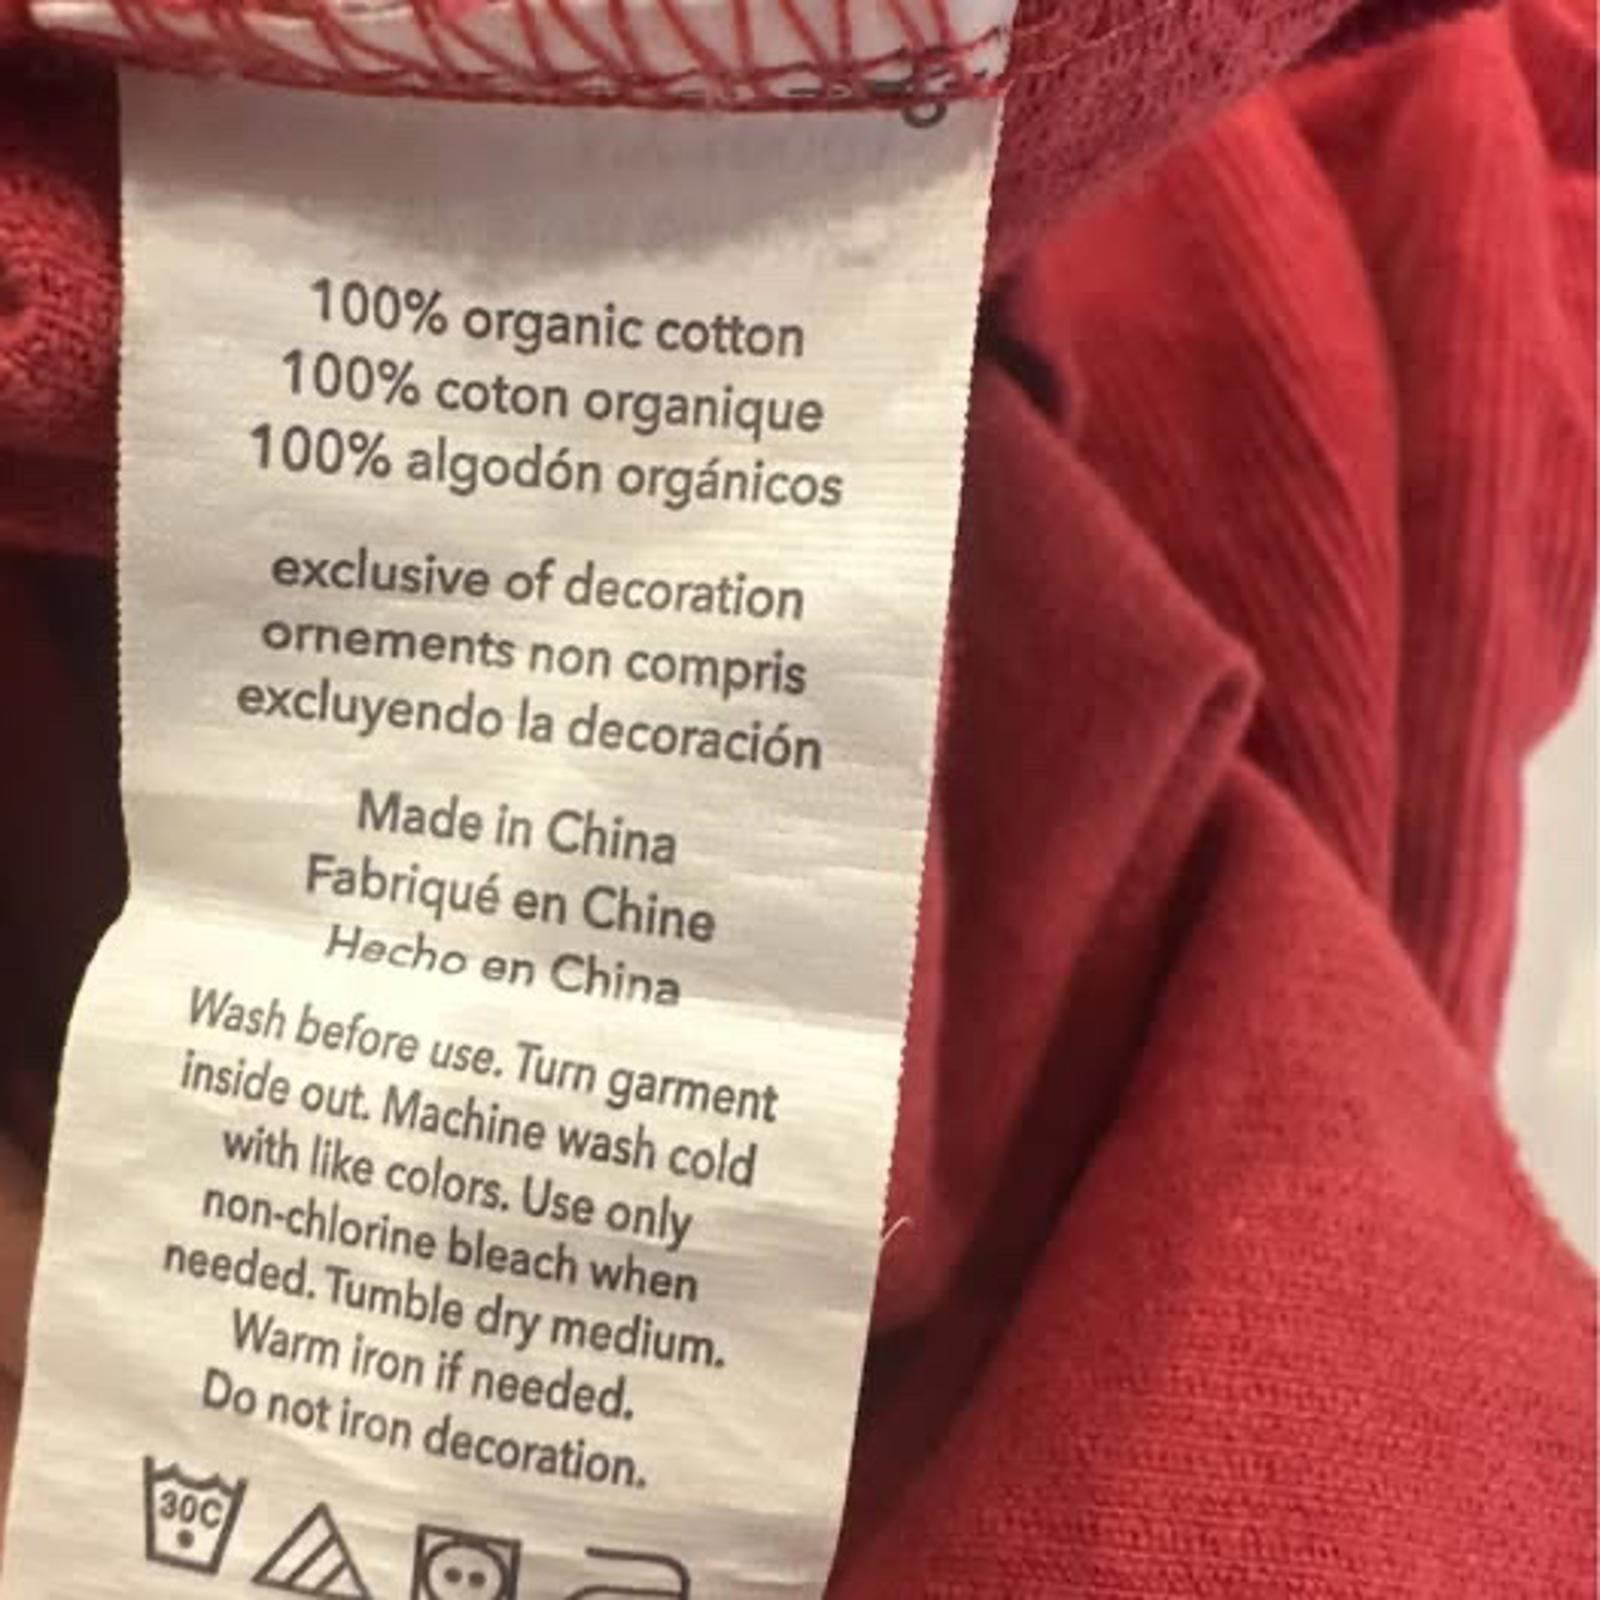 100% organic cotton
100% coton organique
100% algodón orgánicos
exclusive of decoration
ornements non compris
excluyendo la decoración
Made in China
Fabriqué en Chine
Hecho en China
Wash before use. Turn garment
inside out. Machine wash cold
with like colors. Use only
non-chlorine bleach when
needed. Tumble dry medium.
Warm iron if needed.
Do not iron decoration.
30C